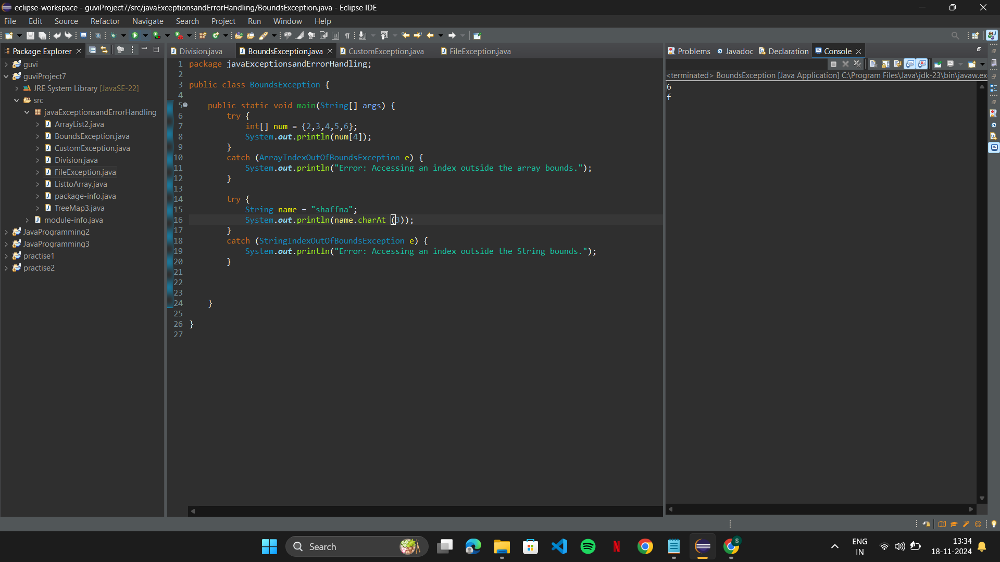 eclipse-workspace - guviProject7/src/javaExceptionsandErrorHandling/BoundsException.java - Eclipse IDE
File Edit Source Refactor Navigate Search Project Run Window Help
Package Explorer
guvi
guviProject7
JRE System Library [JavaSE-22]
src
javaExceptionsandErrorHandling
ArrayList2.java
BoundsException.java
CustomException.java
Division.java
FileException.java
ListtoArray.java
package-info.java
TreeMap3.java
module-info.java
JavaProgramming2
JavaProgramming3
practise1
practise2
Division.java BoundsException.java CustomException.java FileException.java
1 package javaExceptionsandErrorHandling;
2
3 public class BoundsException {
4
5 public static void main(String[] args) {
6 try {
7 int[] num = {2,3,4,5,6};
8 System.out.println(num[4]);
9 }
10 catch (ArrayIndexOutOfBoundsException e) {
11 System.out.println("Error: Accessing an index outside the array bounds.");
12 }
13
14 try {
15 String name = "shaffna";
16 System.out.println(name.charAt (3));
17 }
18 catch (StringIndexOutOfBoundsException e) {
19 System.out.println("Error: Accessing an index outside the String bounds.");
20 }
21
22
23
24 }
25
26 }
27
Problems Javadoc Declaration Console
<terminated> BoundsException [Java Application] C:\Program Files\Java\jdk-23\bin\javaw.ex
6
f
Search
ENG
IN
13:34
18-11-2024